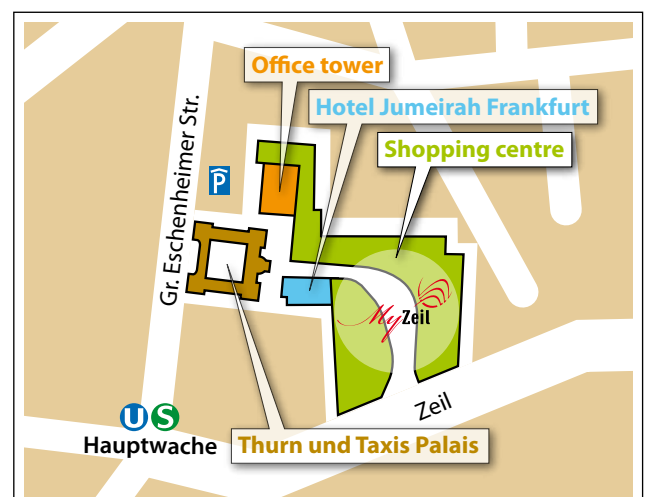 Office tower
Hotel Jumeirah Frankfurt
Shopping centre
Gr. Eschenheimer Str.
P
MyZeil
Zeil
U S
Hauptwache
Thurn und Taxis Palais